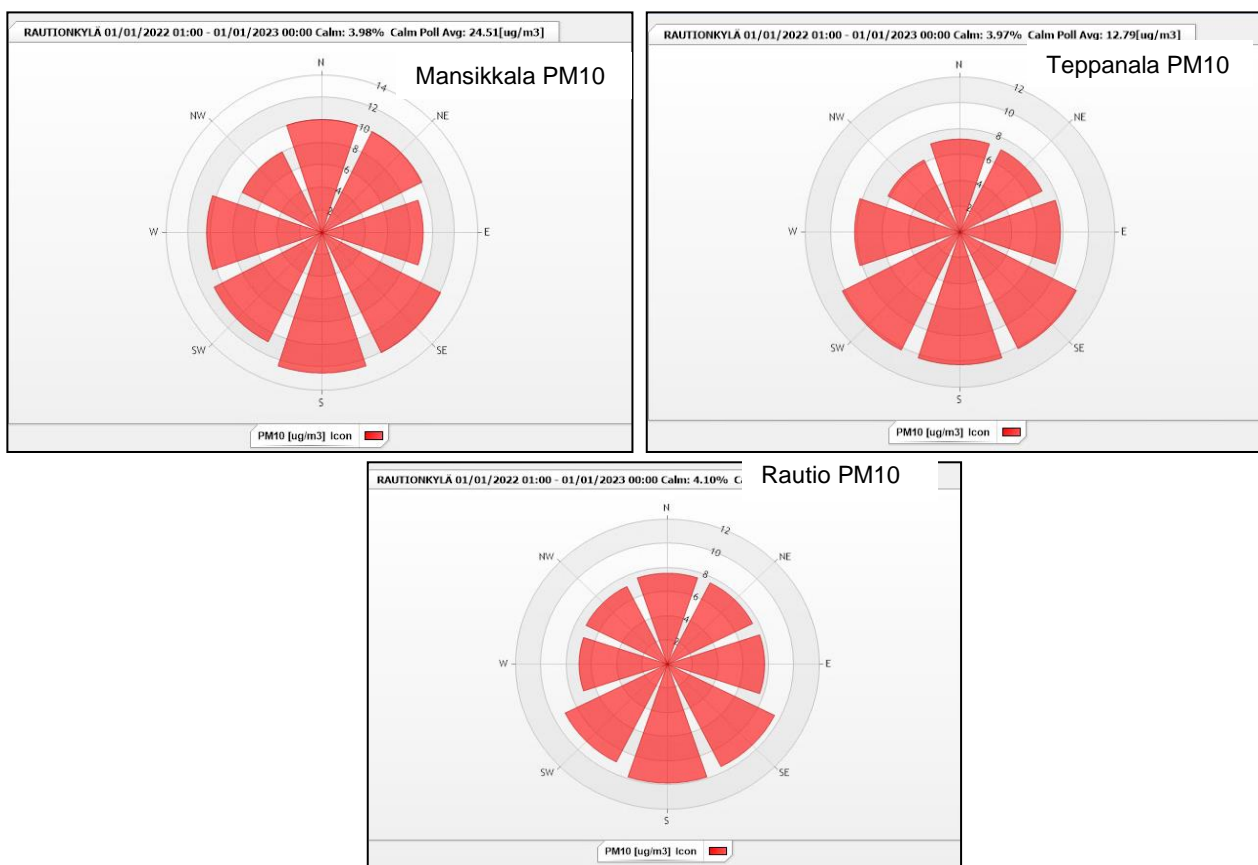 RAUTIONKYLÄ 01/01/2022 01:00 - 01/01/2023 00:00 Calm: 3.98% Calm Poll Avg: 24.51[ug/m3]
Mansikkala PM10
N
14
12
NW
NE
10
8
6
4
2
W
E
SW
SE
S
PM10 [ug/m3] Icon
RAUTIONKYLÄ 01/01/2022 01:00 - 01/01/2023 00:00 Calm: 3.97% Calm Poll Avg: 12.79[ug/m3]
Teppanala PM10
N
12
10
NW
NE
8
6
4
2
W
E
SW
SE
S
PM10 [ug/m3] Icon
RAUTIONKYLÄ 01/01/2022 01:00 - 01/01/2023 00:00 Calm: 4.10%
Rautio PM10
N
12
10
NW
NE
8
6
4
2
W
E
SW
SE
S
PM10 [ug/m3] Icon